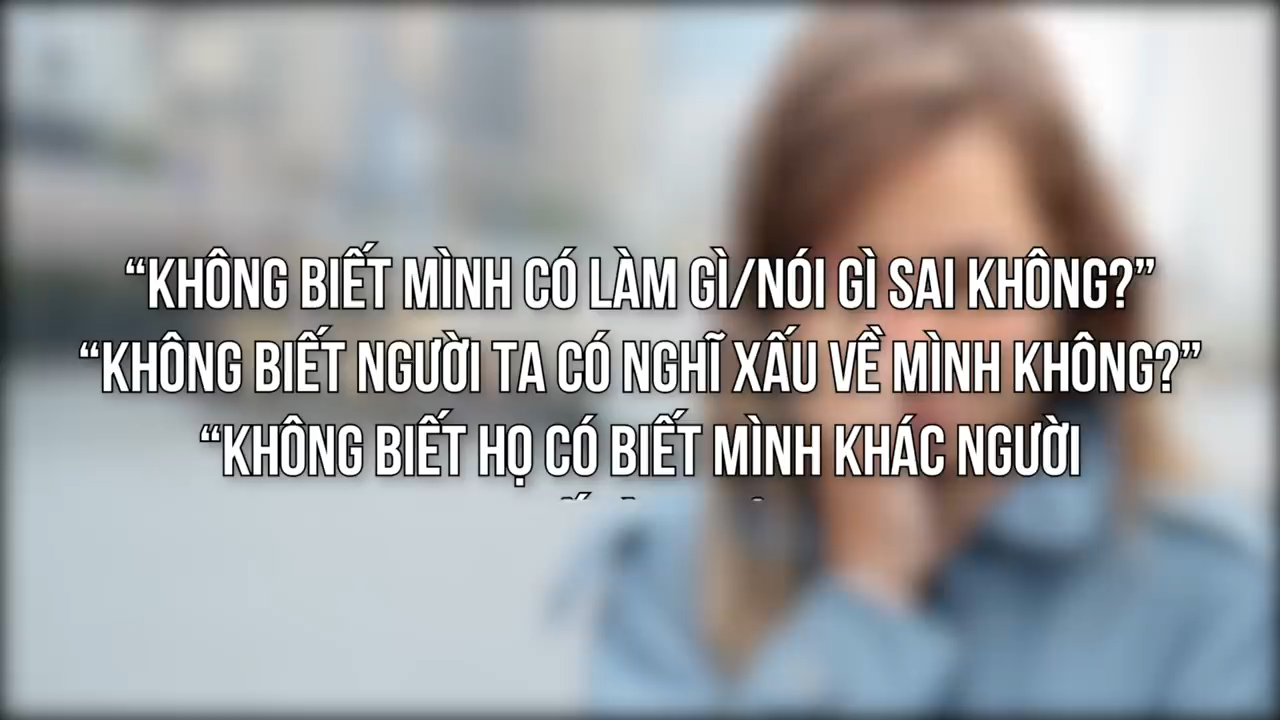 “KHÔNG BIẾT MÌNH CÓ LÀM GÌ/NÓI GÌ SAI KHÔNG?”
“KHÔNG BIẾT NGƯỜI TA CÓ NGHĨ XẤU VỀ MÌNH KHÔNG?”
“KHÔNG BIẾT HỌ CÓ BIẾT MÌNH KHÁC NGƯỜI